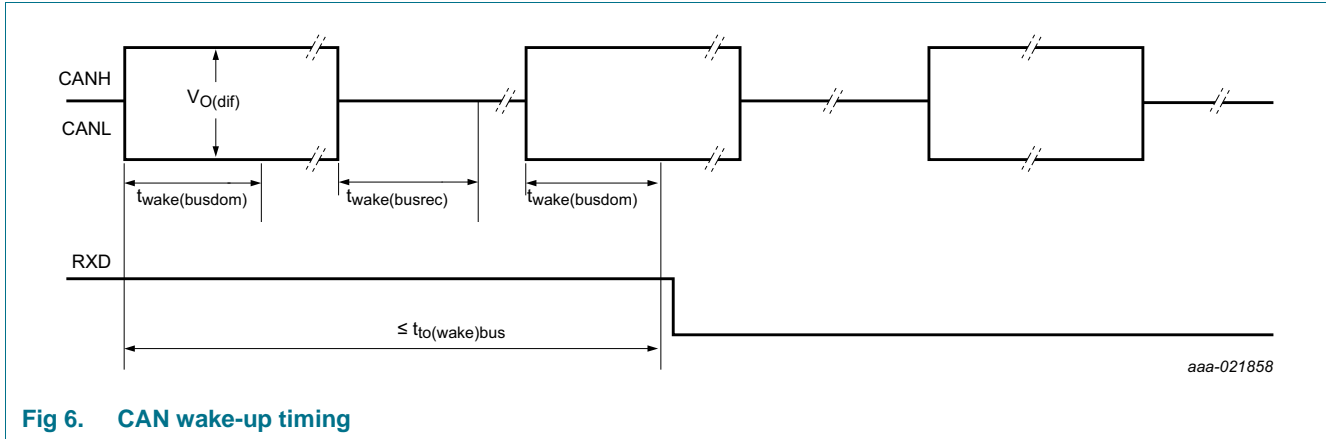 CANH
V_O(dif)
CANL
t_wake(busdom)
t_wake(busrec)
t_wake(busdom)
RXD
≤ t_to(wake)bus
aaa-021858
Fig 6. CAN wake-up timing